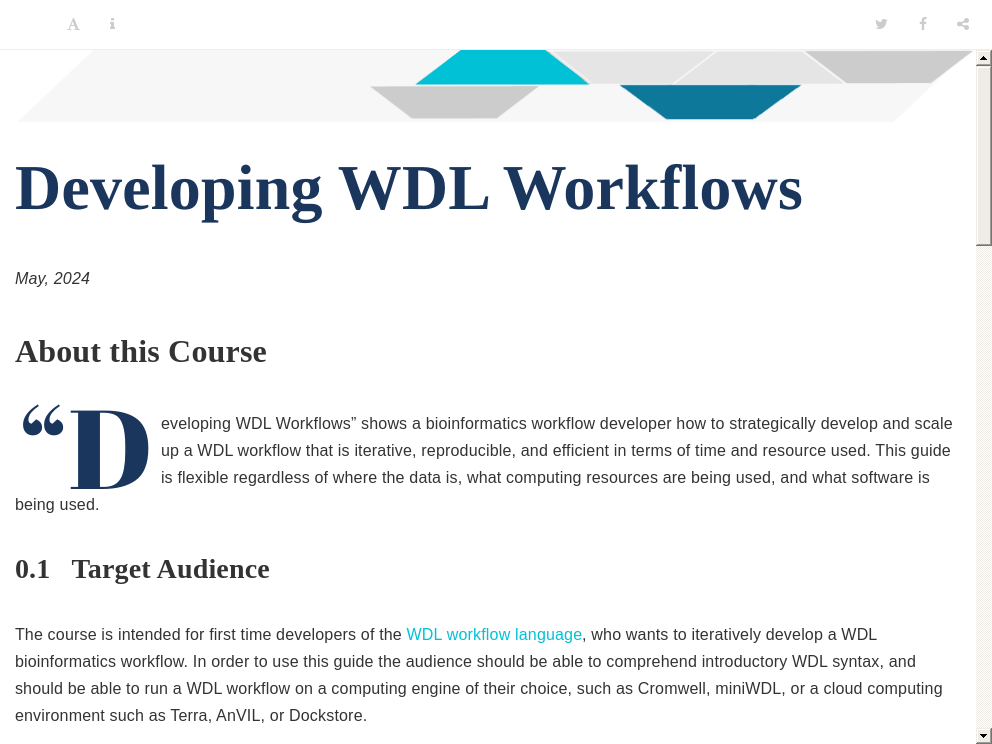 Developing WDL Workflows
May, 2024
About this Course
“Developing WDL Workflows” shows a bioinformatics workflow developer how to strategically develop and scale
up a WDL workflow that is iterative, reproducible, and efficient in terms of time and resource used. This guide
is flexible regardless of where the data is, what computing resources are being used, and what software is
being used.
0.1 Target Audience
The course is intended for first time developers of the WDL workflow language, who wants to iteratively develop a WDL
bioinformatics workflow. In order to use this guide the audience should be able to comprehend introductory WDL syntax, and
should be able to run a WDL workflow on a computing engine of their choice, such as Cromwell, miniWDL, or a cloud computing
environment such as Terra, AnVIL, or Dockstore.